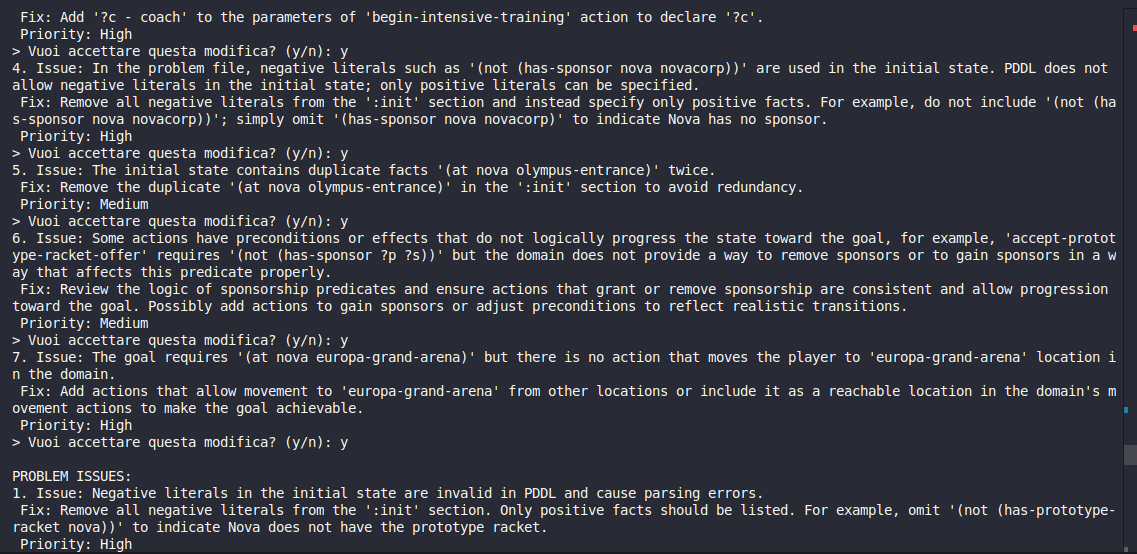 Fix: Add '?c - coach' to the parameters of 'begin-intensive-training' action to declare '?c'.
Priority: High
> Vuoi accettare questa modifica? (y/n): y
4. Issue: In the problem file, negative literals such as '(not (has-sponsor nova novacorp))' are used in the initial state. PDDL does not
allow negative literals in the initial state; only positive literals can be specified.
Fix: Remove all negative literals from the ':init' section and instead specify only positive facts. For example, do not include '(not (ha
s-sponsor nova novacorp))'; simply omit '(has-sponsor nova novacorp)' to indicate Nova has no sponsor.
Priority: High
> Vuoi accettare questa modifica? (y/n): y
5. Issue: The initial state contains duplicate facts '(at nova olympus-entrance)' twice.
Fix: Remove the duplicate '(at nova olympus-entrance)' in the ':init' section to avoid redundancy.
Priority: Medium
> Vuoi accettare questa modifica? (y/n): y
6. Issue: Some actions have preconditions or effects that do not logically progress the state toward the goal, for example, 'accept-protot
ype-racket-offer' requires '(not (has-sponsor ?p ?s))' but the domain does not provide a way to remove sponsors or to gain sponsors in a w
ay that affects this predicate properly.
Fix: Review the logic of sponsorship predicates and ensure actions that grant or remove sponsorship are consistent and allow progression
toward the goal. Possibly add actions to gain sponsors or adjust preconditions to reflect realistic transitions.
Priority: Medium
> Vuoi accettare questa modifica? (y/n): y
7. Issue: The goal requires '(at nova europa-grand-arena)' but there is no action that moves the player to 'europa-grand-arena' location i
n the domain.
Fix: Add actions that allow movement to 'europa-grand-arena' from other locations or include it as a reachable location in the domain's m
ovement actions to make the goal achievable.
Priority: High
> Vuoi accettare questa modifica? (y/n): y
PROBLEM ISSUES:
1. Issue: Negative literals in the initial state are invalid in PDDL and cause parsing errors.
Fix: Remove all negative literals from the ':init' section. Only positive facts should be listed. For example, omit '(not (has-prototype-
racket nova))' to indicate Nova does not have the prototype racket.
Priority: High